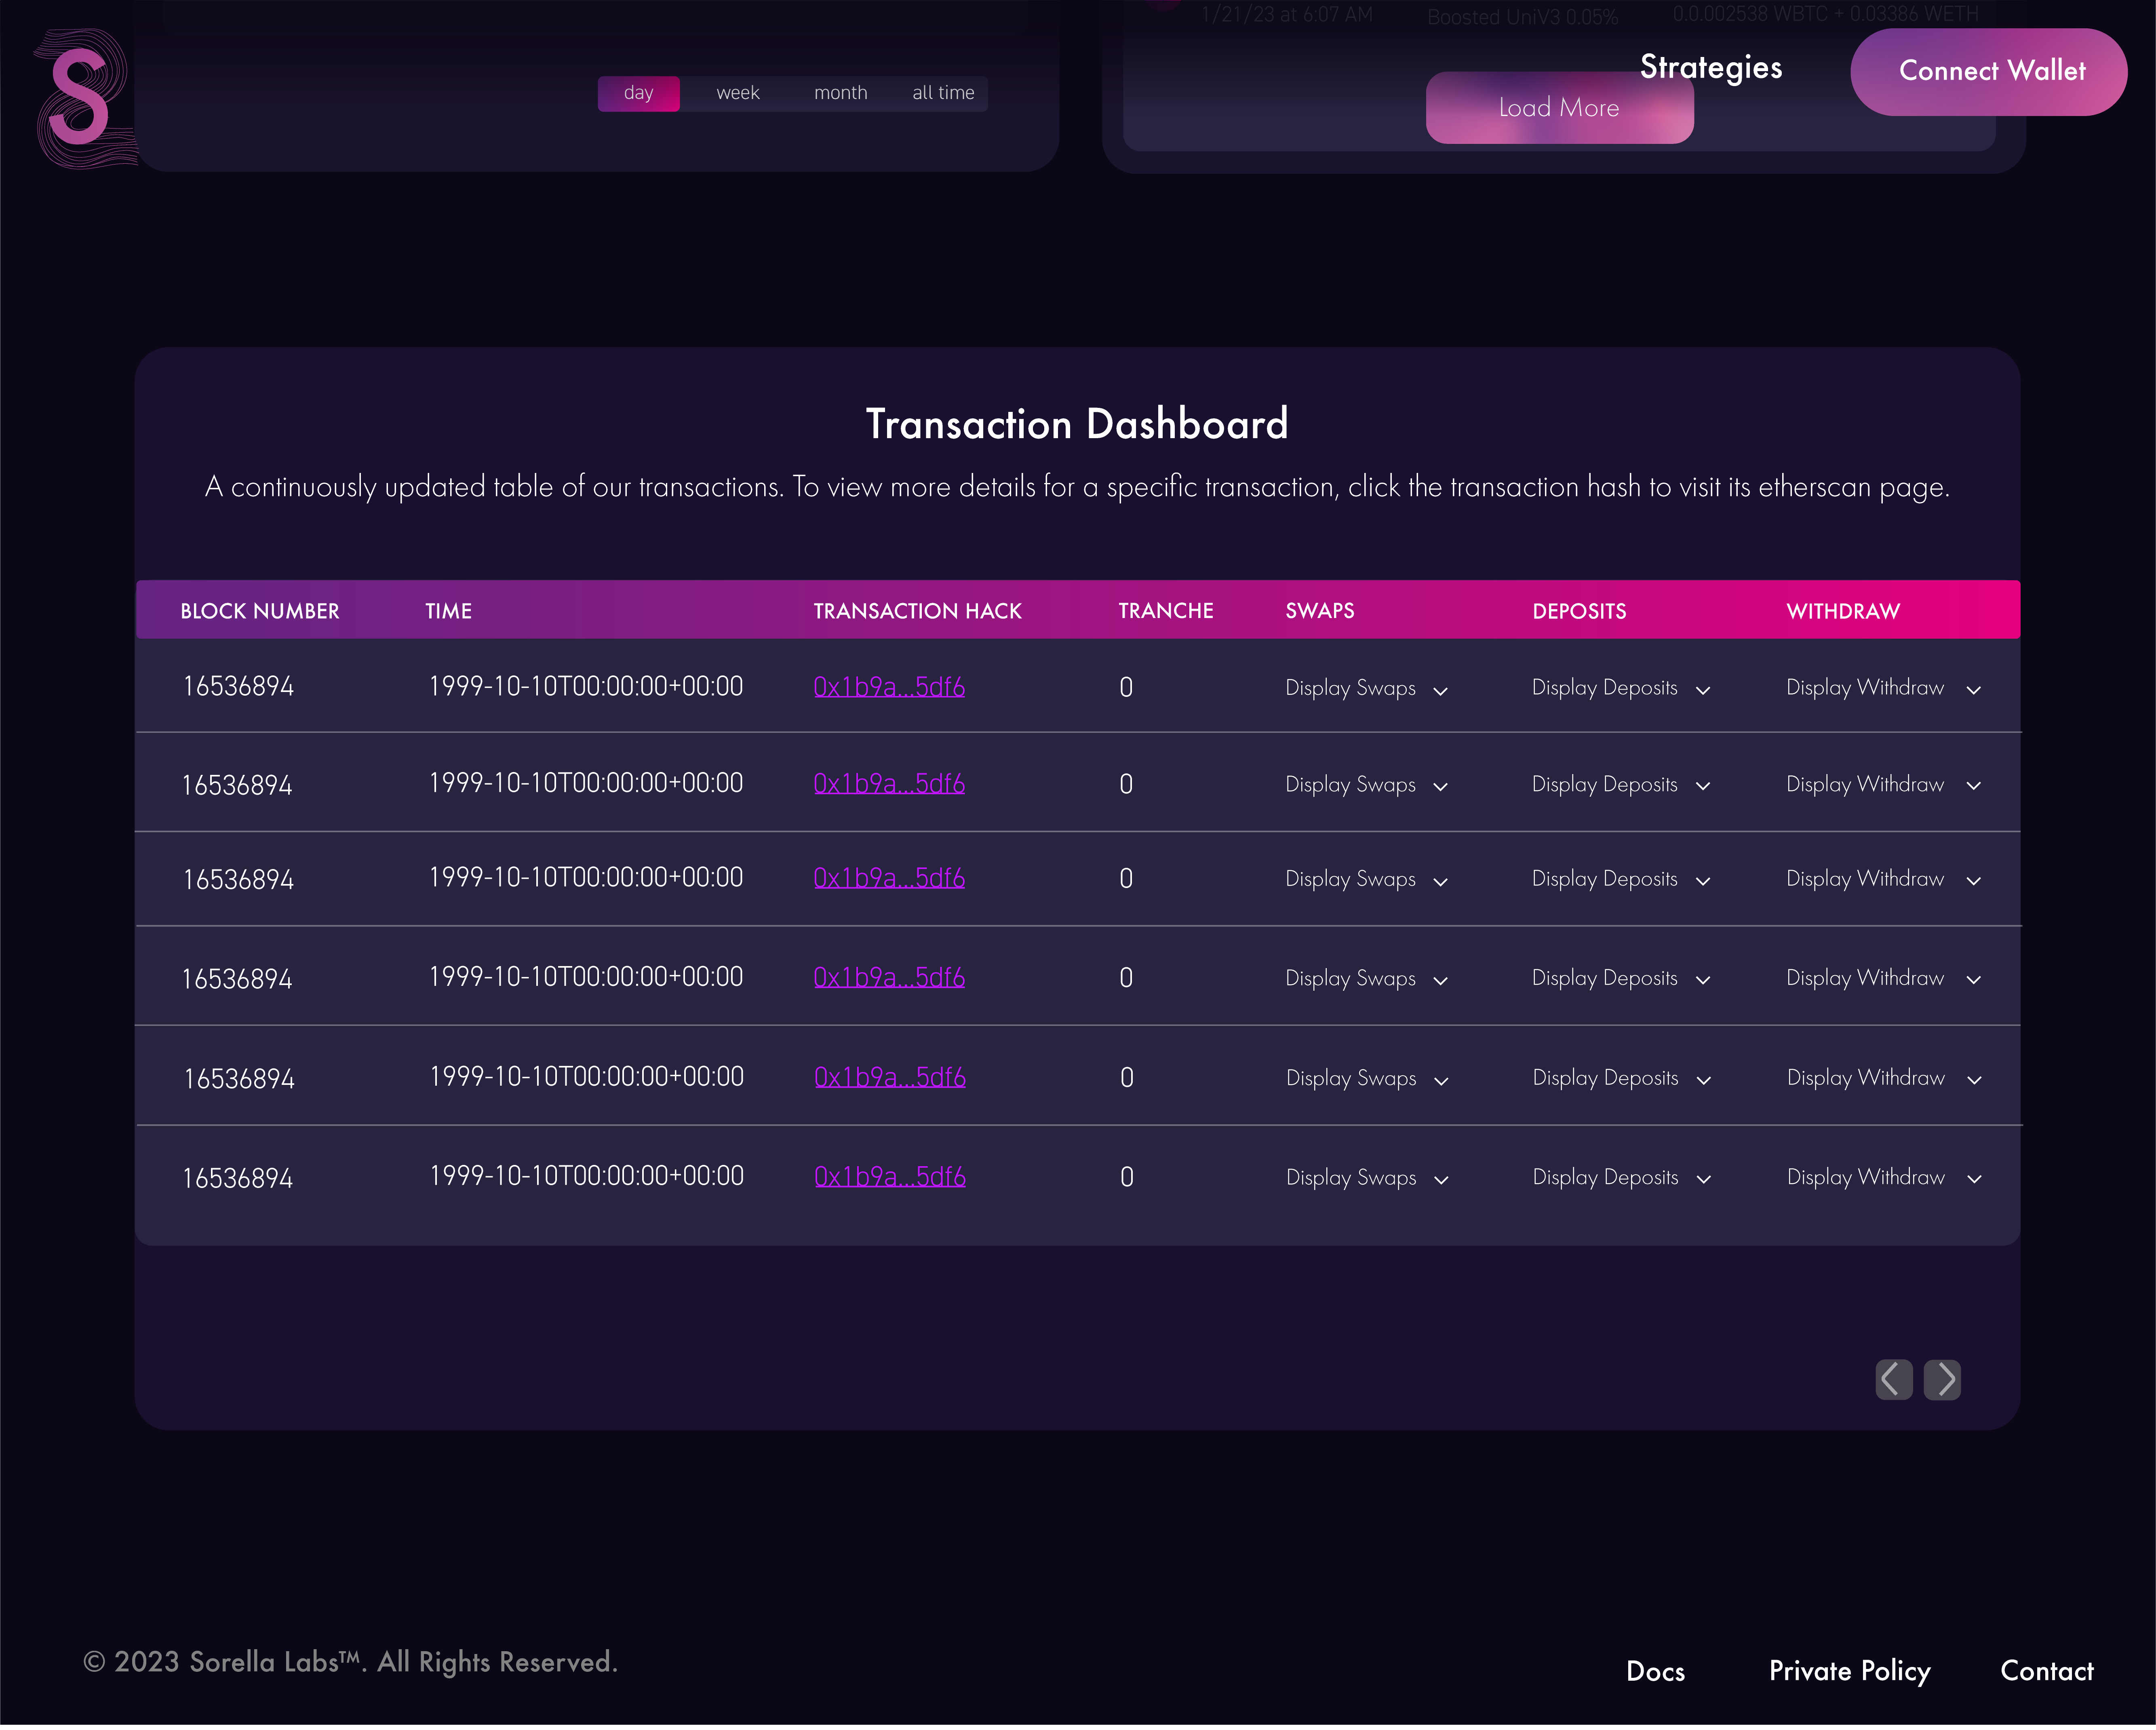 1/21/23 at 6:07 AM Boosted UniV3 0.05% 0.0.002538 WBTC + 0.03386 WETH
S
Strategies Connect Wallet
day week month all time
Load More
Transaction Dashboard
A continuously updated table of our transactions. To view more details for a specific transaction, click the transaction hash to visit its etherscan page.
BLOCK NUMBER TIME TRANSACTION HACK TRANCHE SWAPS DEPOSITS WITHDRAW
16536894 1999-10-10T00:00:00+00:00 0x1b9a...5df6 0 Display Swaps Display Deposits Display Withdraw
16536894 1999-10-10T00:00:00+00:00 0x1b9a...5df6 0 Display Swaps Display Deposits Display Withdraw
16536894 1999-10-10T00:00:00+00:00 0x1b9a...5df6 0 Display Swaps Display Deposits Display Withdraw
16536894 1999-10-10T00:00:00+00:00 0x1b9a...5df6 0 Display Swaps Display Deposits Display Withdraw
16536894 1999-10-10T00:00:00+00:00 0x1b9a...5df6 0 Display Swaps Display Deposits Display Withdraw
16536894 1999-10-10T00:00:00+00:00 0x1b9a...5df6 0 Display Swaps Display Deposits Display Withdraw
© 2023 Sorella Labs™. All Rights Reserved.
Docs Private Policy Contact